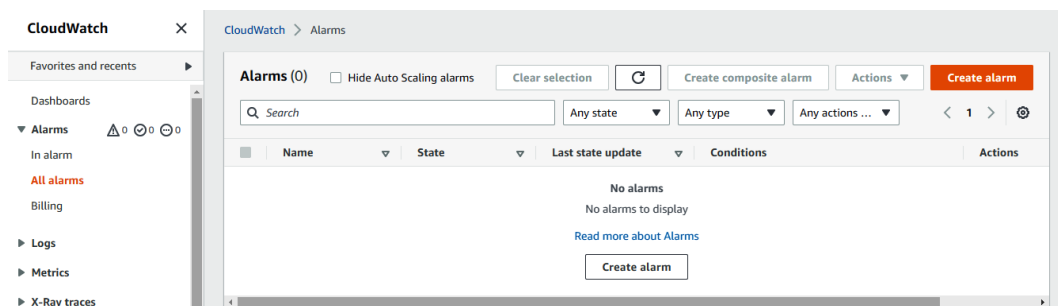 CloudWatch
CloudWatch > Alarms
Favorites and recents
Dashboards
Alarms 0 0 0
In alarm
All alarms
Billing
Logs
Metrics
X-Ray traces
Alarms (0) Hide Auto Scaling alarms Clear selection Create composite alarm Actions Create alarm
Search Any state Any type Any actions ... < 1 >
Name State Last state update Conditions Actions
No alarms
No alarms to display
Read more about Alarms
Create alarm